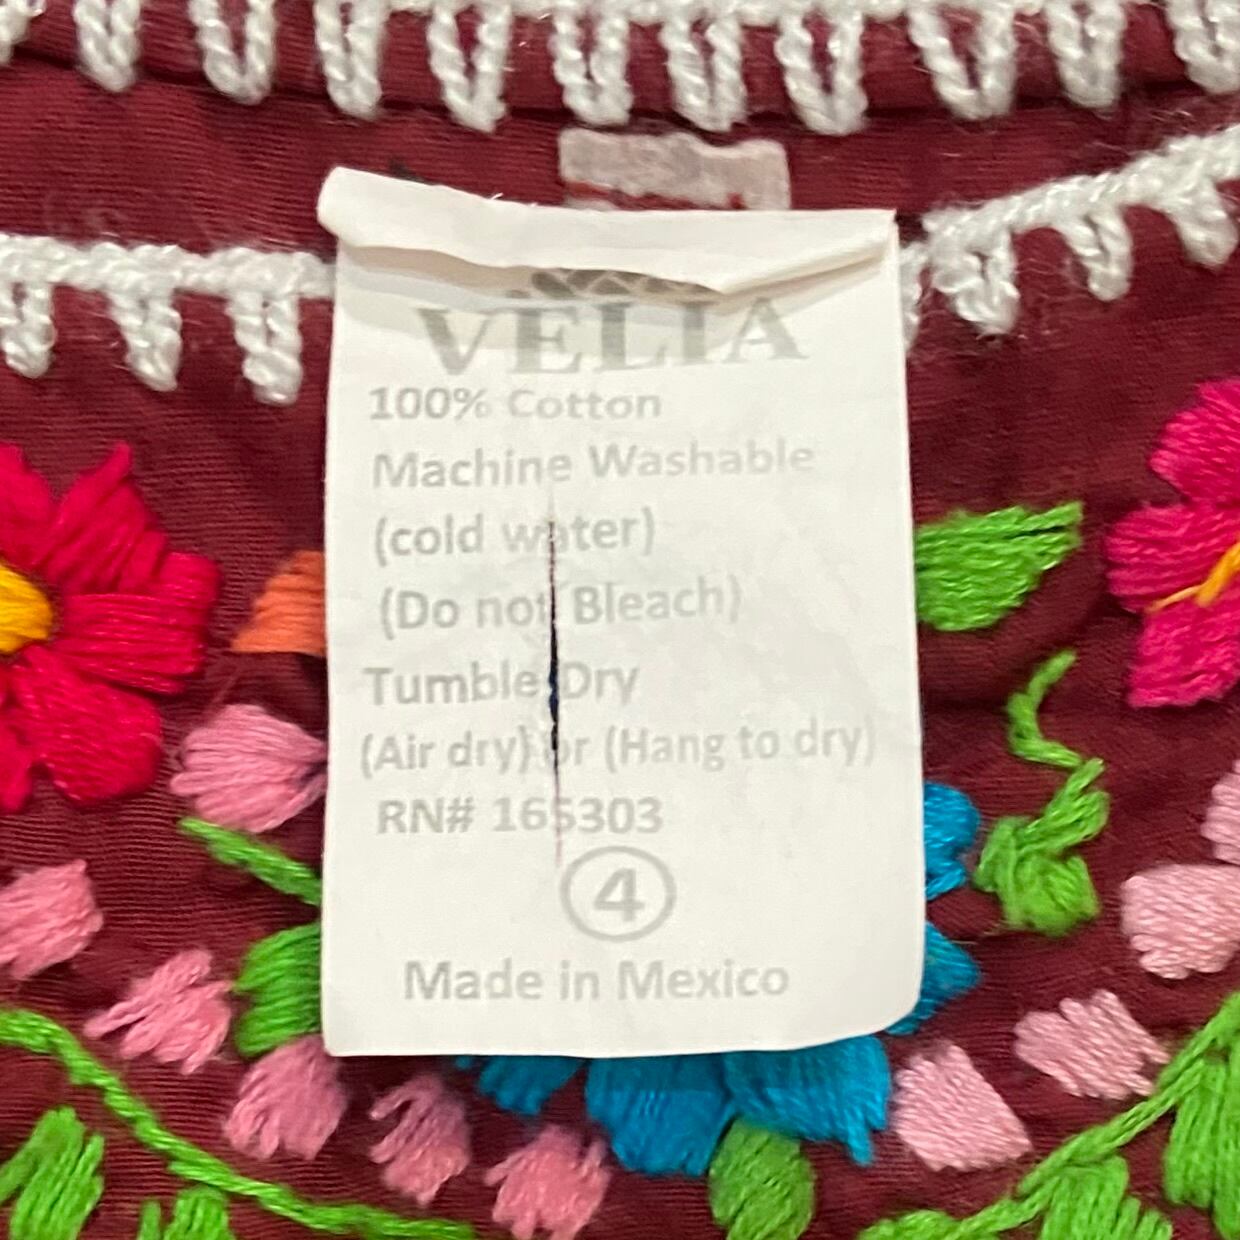 VELIA
100% Cotton
Machine Washable
(cold water)
(Do not Bleach)
Tumble Dry
(Air dry) or (Hang to dry)
RN# 165303
4
Made in Mexico